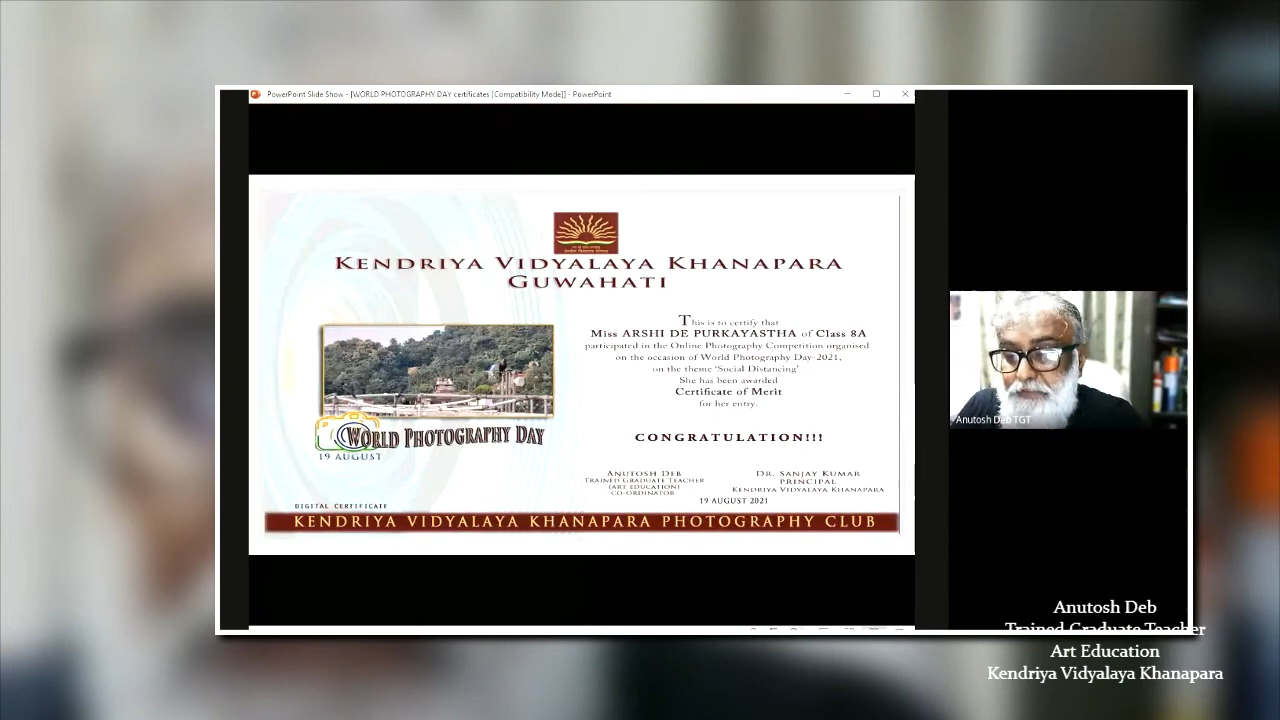 PowerPoint Slide Show - [WORLD PHOTOGRAPHY DAY certificates [Compatibility Mode]] - PowerPoint
KENDRIYA VIDYALAYA KHANAPARA
GUWAHATI
This is to certify that
Miss ARSHI DE PURKAYASTHA of Class 8A
participated in the Online Photography Competition organised
on the occasion of World Photography Day-2021,
on the theme ‘Social Distancing’
She has been awarded
Certificate of Merit
for her entry.
CONGRATULATION!!!
WORLD PHOTOGRAPHY DAY
19 AUGUST
ANUTOSH DEB
TRAINED GRADUATE TEACHER
(ART EDUCATION)
CO-ORDINATOR
DR. SANJAY KUMAR
PRINCIPAL
KENDRIYA VIDYALAYA KHANAPARA
19 AUGUST 2021
DIGITAL CERTIFICATE
KENDRIYA VIDYALAYA KHANAPARA PHOTOGRAPHY CLUB
Anutosh Deb TGT
Anutosh Deb
Trained Graduate Teacher
Art Education
Kendriya Vidyalaya Khanapara